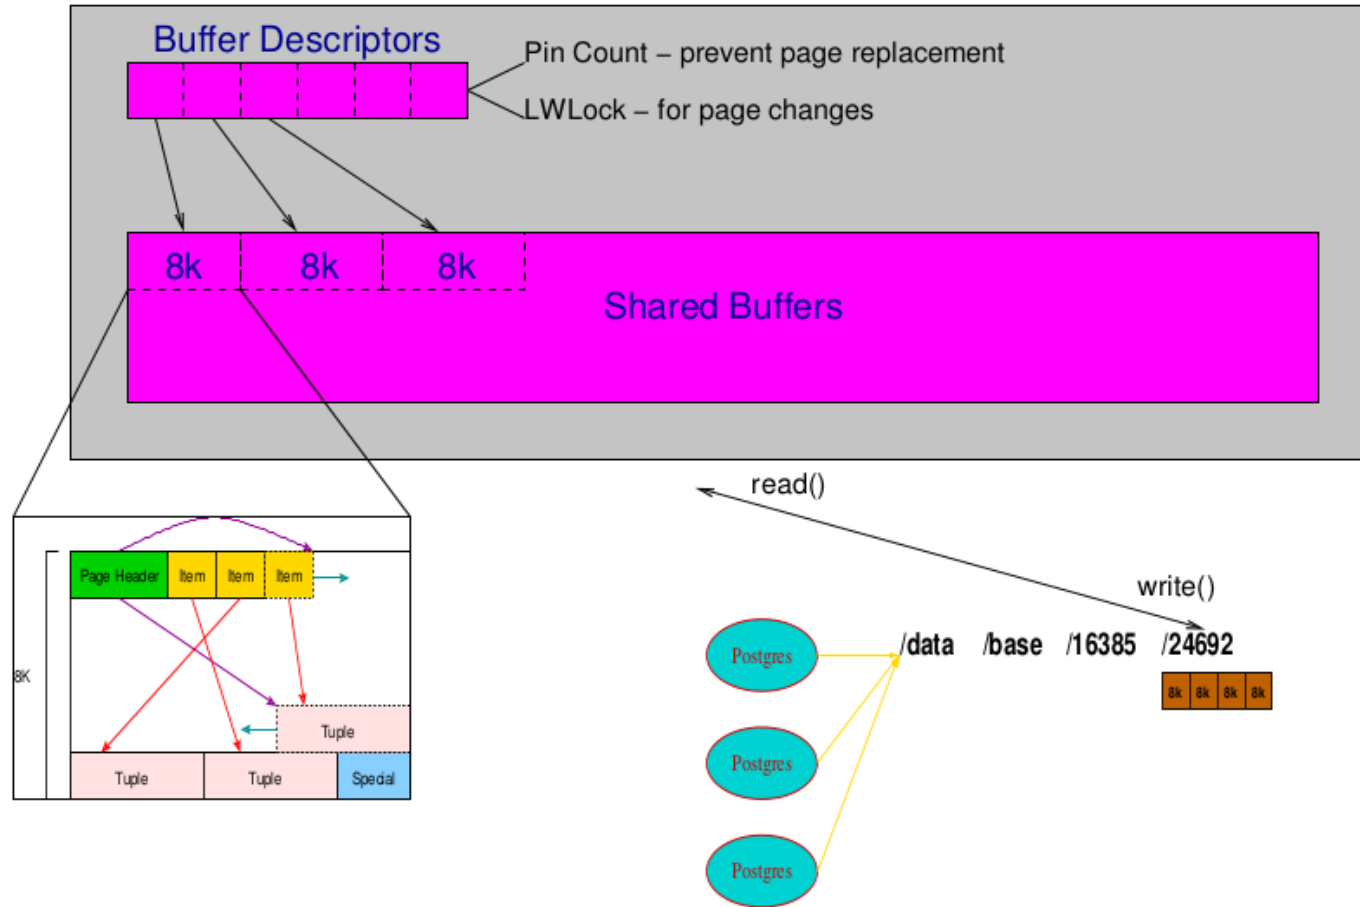 Buffer Descriptors
Pin Count – prevent page replacement
LWLock – for page changes
8k 8k 8k
Shared Buffers
read()
write()
Page Header Item Item Item
8K
Tuple
Tuple Tuple Special
Postgres
/data /base /16385 /24692
8k 8k 8k 8k
Postgres
Postgres